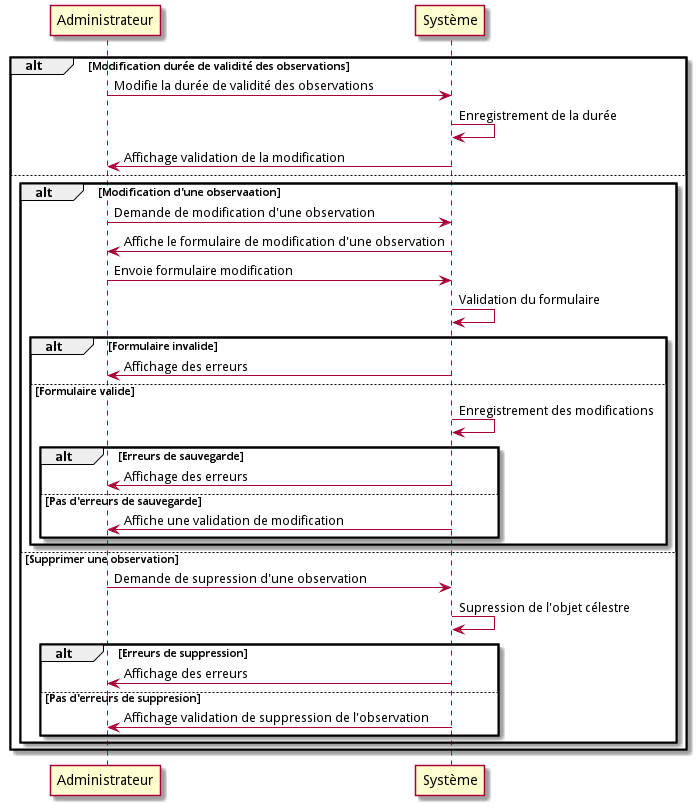 Administrateur Système
alt [Modification durée de validité des observations]
Modifie la durée de validité des observations
Enregistrement de la durée
Affichage validation de la modification
alt [Modification d'une observaation]
Demande de modification d'une observation
Affiche le formulaire de modification d'une observation
Envoie formulaire modification
Validation du formulaire
alt [Formulaire invalide]
Affichage des erreurs
[Formulaire valide]
Enregistrement des modifications
alt [Erreurs de sauvegarde]
Affichage des erreurs
[Pas d'erreurs de sauvegarde]
Affiche une validation de modification
[Supprimer une observation]
Demande de supression d'une observation
Supression de l'objet célestre
alt [Erreurs de suppression]
Affichage des erreurs
[Pas d'erreurs de suppresion]
Affichage validation de suppression de l'observation
Administrateur Système